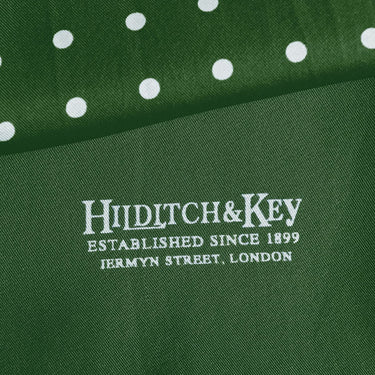 HILDITCH & KEY
ESTABLISHED SINCE 1899
JERMYN STREET, LONDON